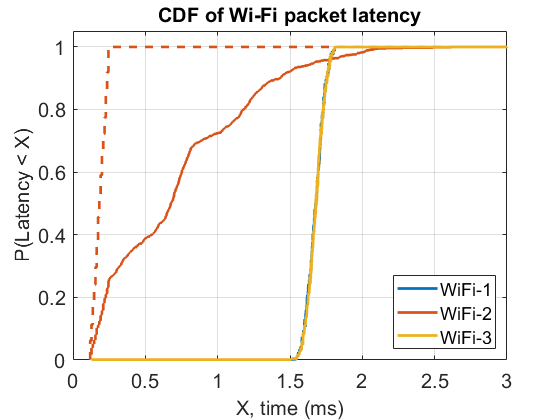 CDF of Wi-Fi packet latency
P(Latency < X)
1
0.8
0.6
0.4
0.2
0
0 0.5 1 1.5 2 2.5 3
X, time (ms)
WiFi-1
WiFi-2
WiFi-3